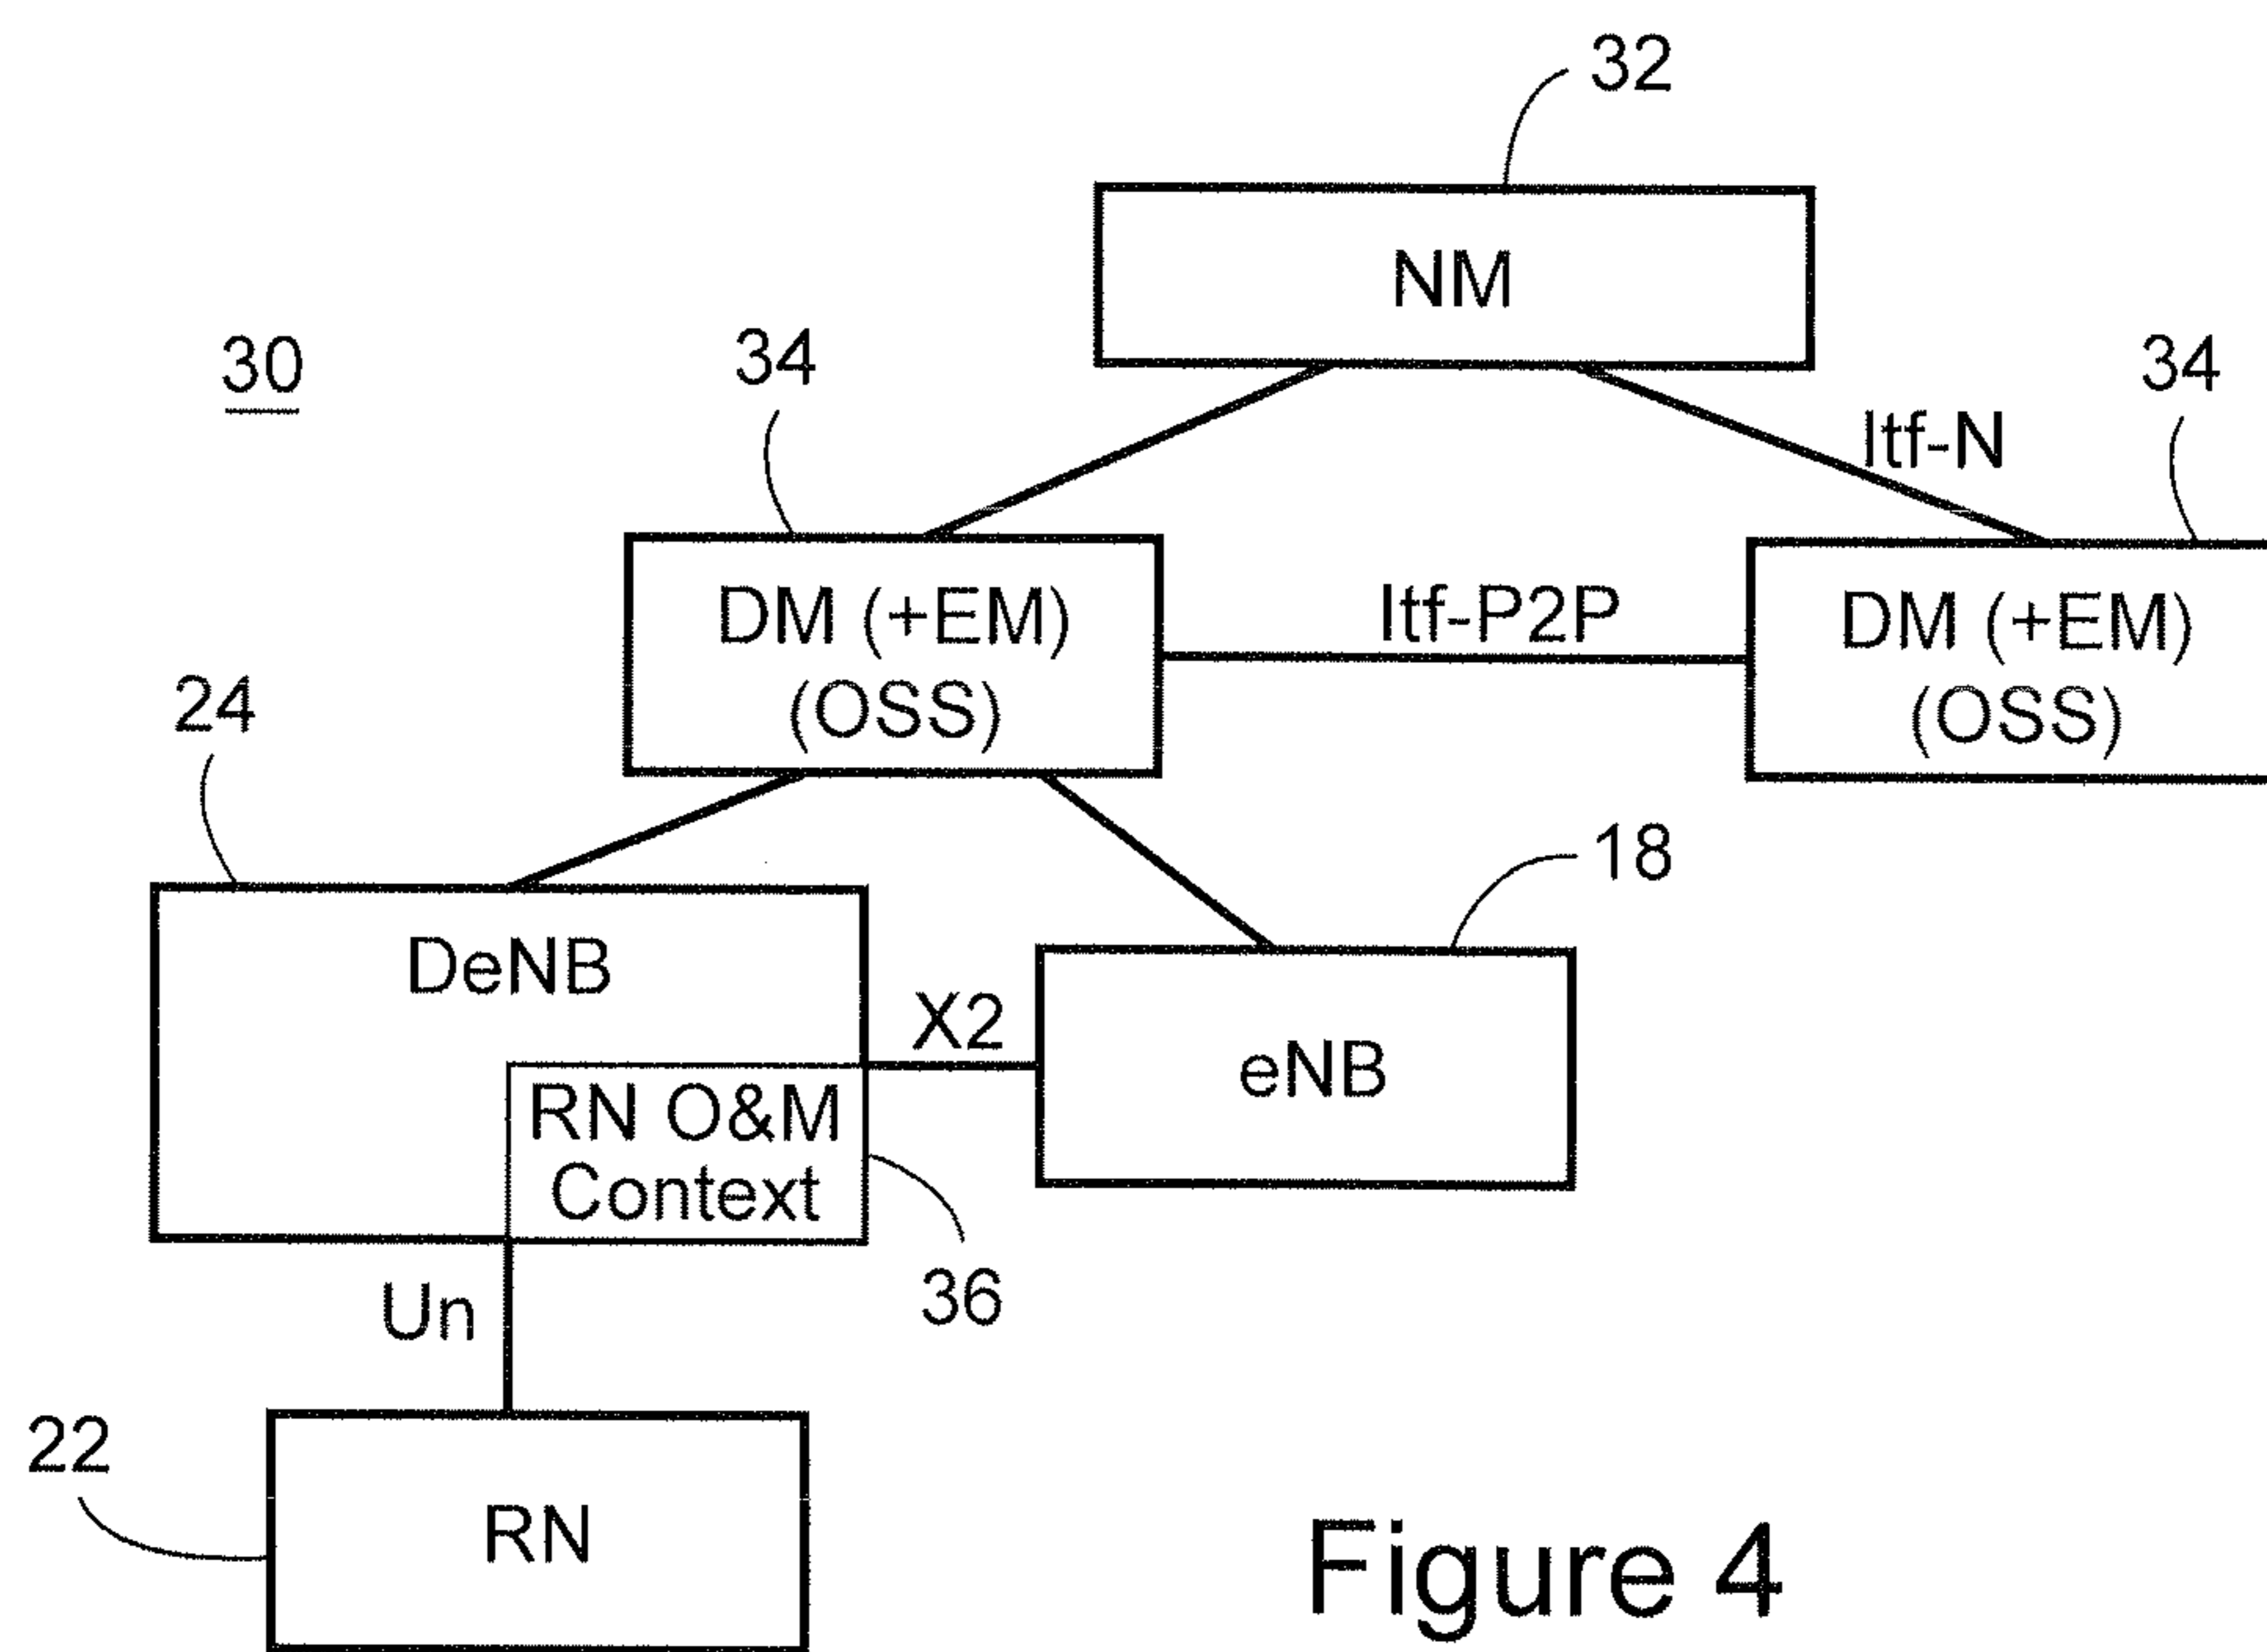 32
NM
30
34
34
Itf-N
DM (+EM)
(OSS)
Itf-P2P
DM (+EM)
(OSS)
24
18
DeNB
X2
eNB
RN O&M
Context
36
Un
22
RN
Figure 4